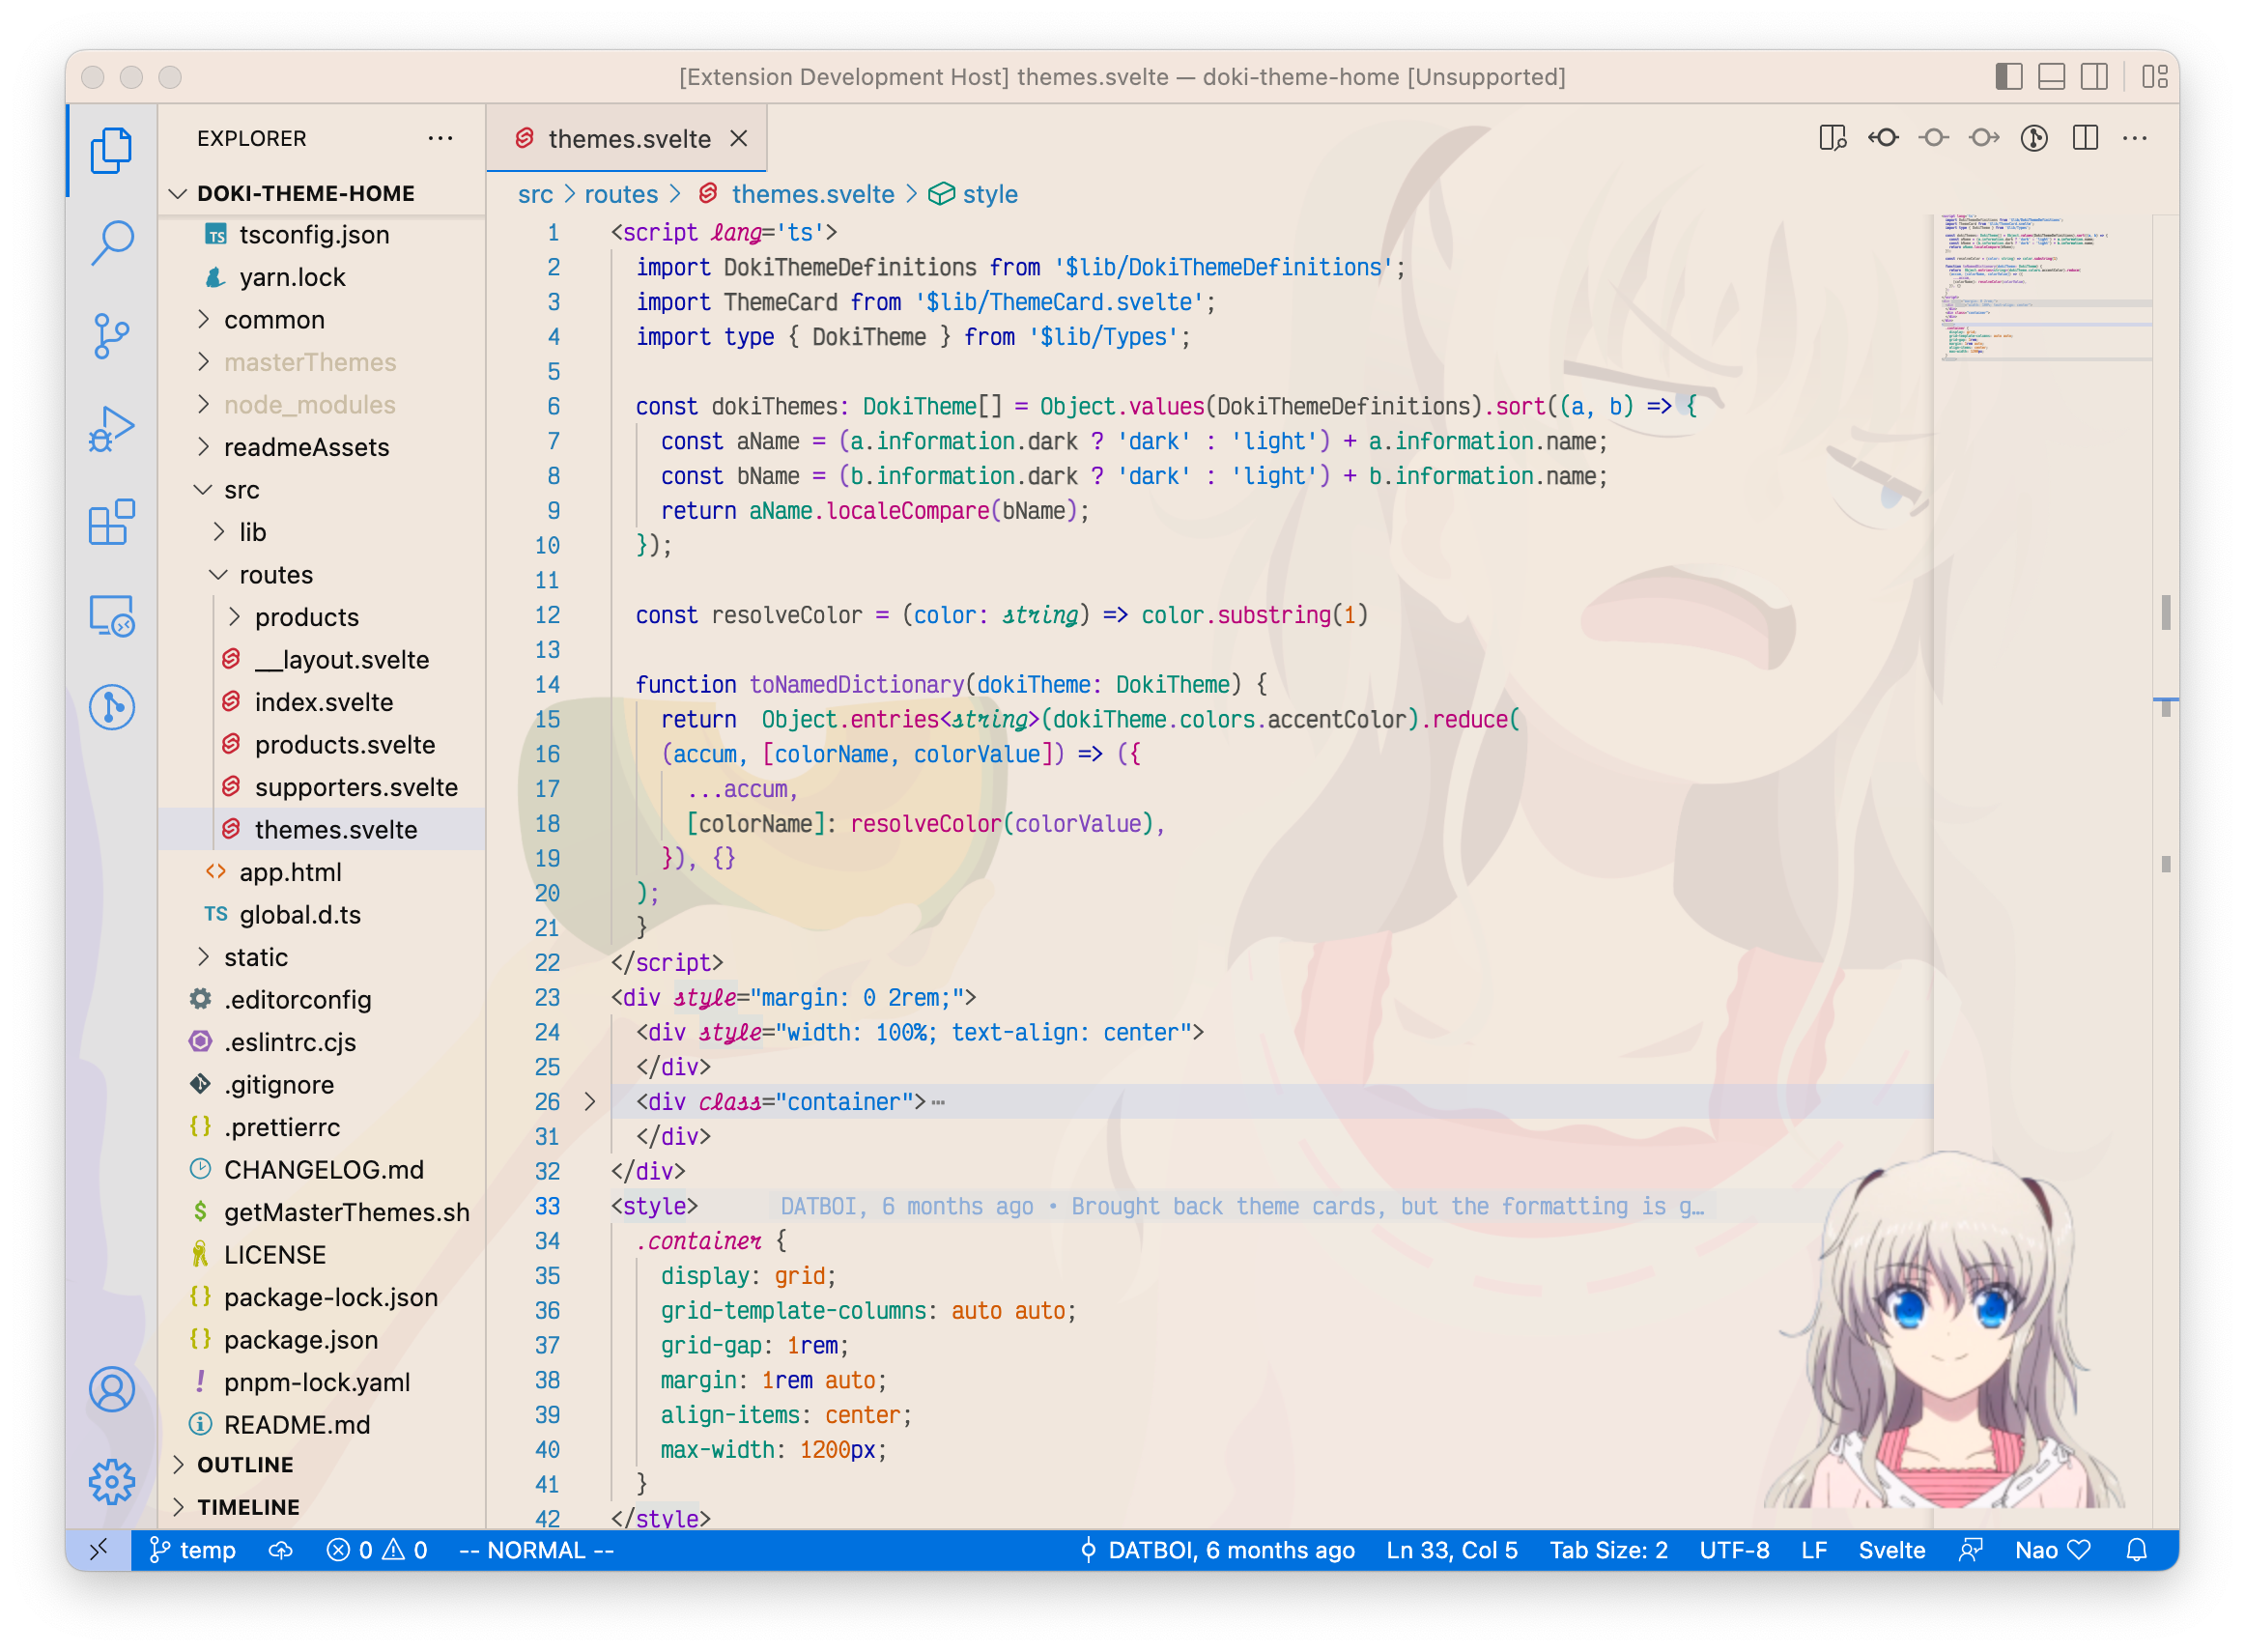 [Extension Development Host] themes.svelte — doki-theme-home [Unsupported]
EXPLORER
DOKI-THEME-HOME
tsconfig.json
yarn.lock
common
masterThemes
node_modules
readmeAssets
src
lib
routes
products
__layout.svelte
index.svelte
products.svelte
supporters.svelte
themes.svelte
app.html
TS global.d.ts
static
.editorconfig
.eslintrc.cjs
.gitignore
.prettierrc
CHANGELOG.md
getMasterThemes.sh
LICENSE
package-lock.json
package.json
pnpm-lock.yaml
README.md
OUTLINE
TIMELINE
themes.svelte
src > routes > themes.svelte > style
1 <script lang='ts'>
2 import DokiThemeDefinitions from '$lib/DokiThemeDefinitions';
3 import ThemeCard from '$lib/ThemeCard.svelte';
4 import type { DokiTheme } from '$lib/Types';
5
6 const dokiThemes: DokiTheme[] = Object.values(DokiThemeDefinitions).sort((a, b) => {
7 const aName = (a.information.dark ? 'dark' : 'light') + a.information.name;
8 const bName = (b.information.dark ? 'dark' : 'light') + b.information.name;
9 return aName.localeCompare(bName);
10 });
11
12 const resolveColor = (color: string) => color.substring(1)
13
14 function toNamedDictionary(dokiTheme: DokiTheme) {
15 return  Object.entries<string>(dokiTheme.colors.accentColor).reduce(
16 (accum, [colorName, colorValue]) => ({
17 ...accum,
18 [colorName]: resolveColor(colorValue),
19 }), {}
20 );
21 }
22 </script>
23 <div style="margin: 0 2rem;">
24 <div style="width: 100%; text-align: center">
25 </div>
26 <div class="container">…
31 </div>
32 </div>
33 <style> DATBOI, 6 months ago • Brought back theme cards, but the formatting is g…
34 .container {
35 display: grid;
36 grid-template-columns: auto auto;
37 grid-gap: 1rem;
38 margin: 1rem auto;
39 align-items: center;
40 max-width: 1200px;
41 }
42 </style>
temp 0 0 -- NORMAL -- DATBOI, 6 months ago Ln 33, Col 5 Tab Size: 2 UTF-8 LF Svelte Nao ♡